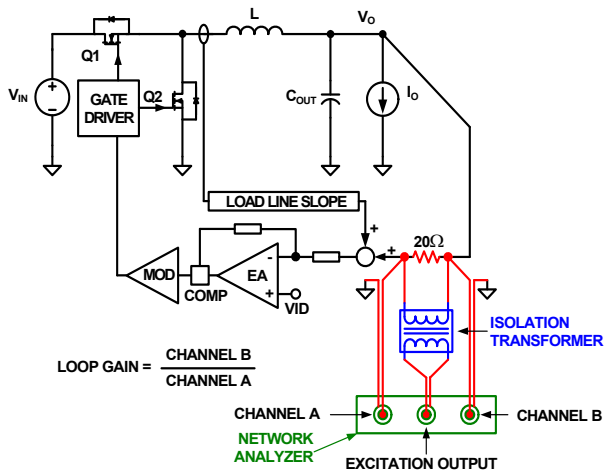 L
VO
Q1
VIN
GATE
DRIVER
Q2
COUT
IO
LOAD LINE SLOPE
+
+
20Ω
MOD
COMP
EA
-
+
VID
ISOLATION
TRANSFORMER
LOOP GAIN = CHANNEL B
CHANNEL A
CHANNEL A
CHANNEL B
NETWORK
ANALYZER
EXCITATION OUTPUT